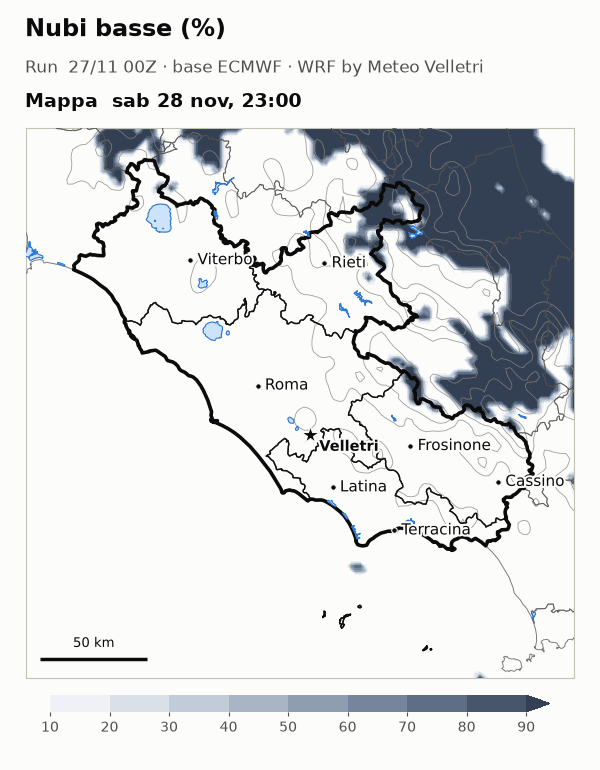 Nubi basse (%)
Run  27/11 00Z · base ECMWF · WRF by Meteo Velletri
Mappa  sab 28 nov, 23:00
Viterbo
Rieti
Roma
Velletri
Frosinone
Latina
Cassino
Terracina
50 km
10 20 30 40 50 60 70 80 90